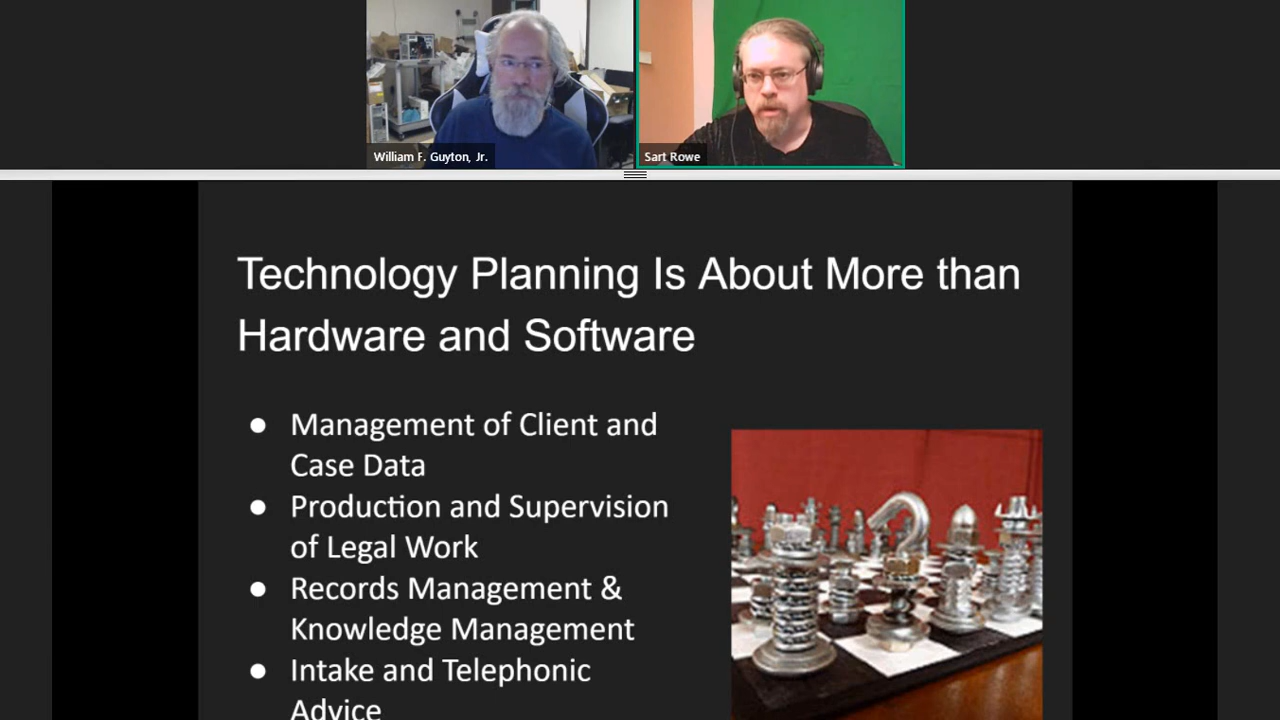 William F. Guyton, Jr.
Sart Rowe
Technology Planning Is About More than
Hardware and Software
● Management of Client and
Case Data
● Production and Supervision
of Legal Work
● Records Management &
Knowledge Management
● Intake and Telephonic
Advice